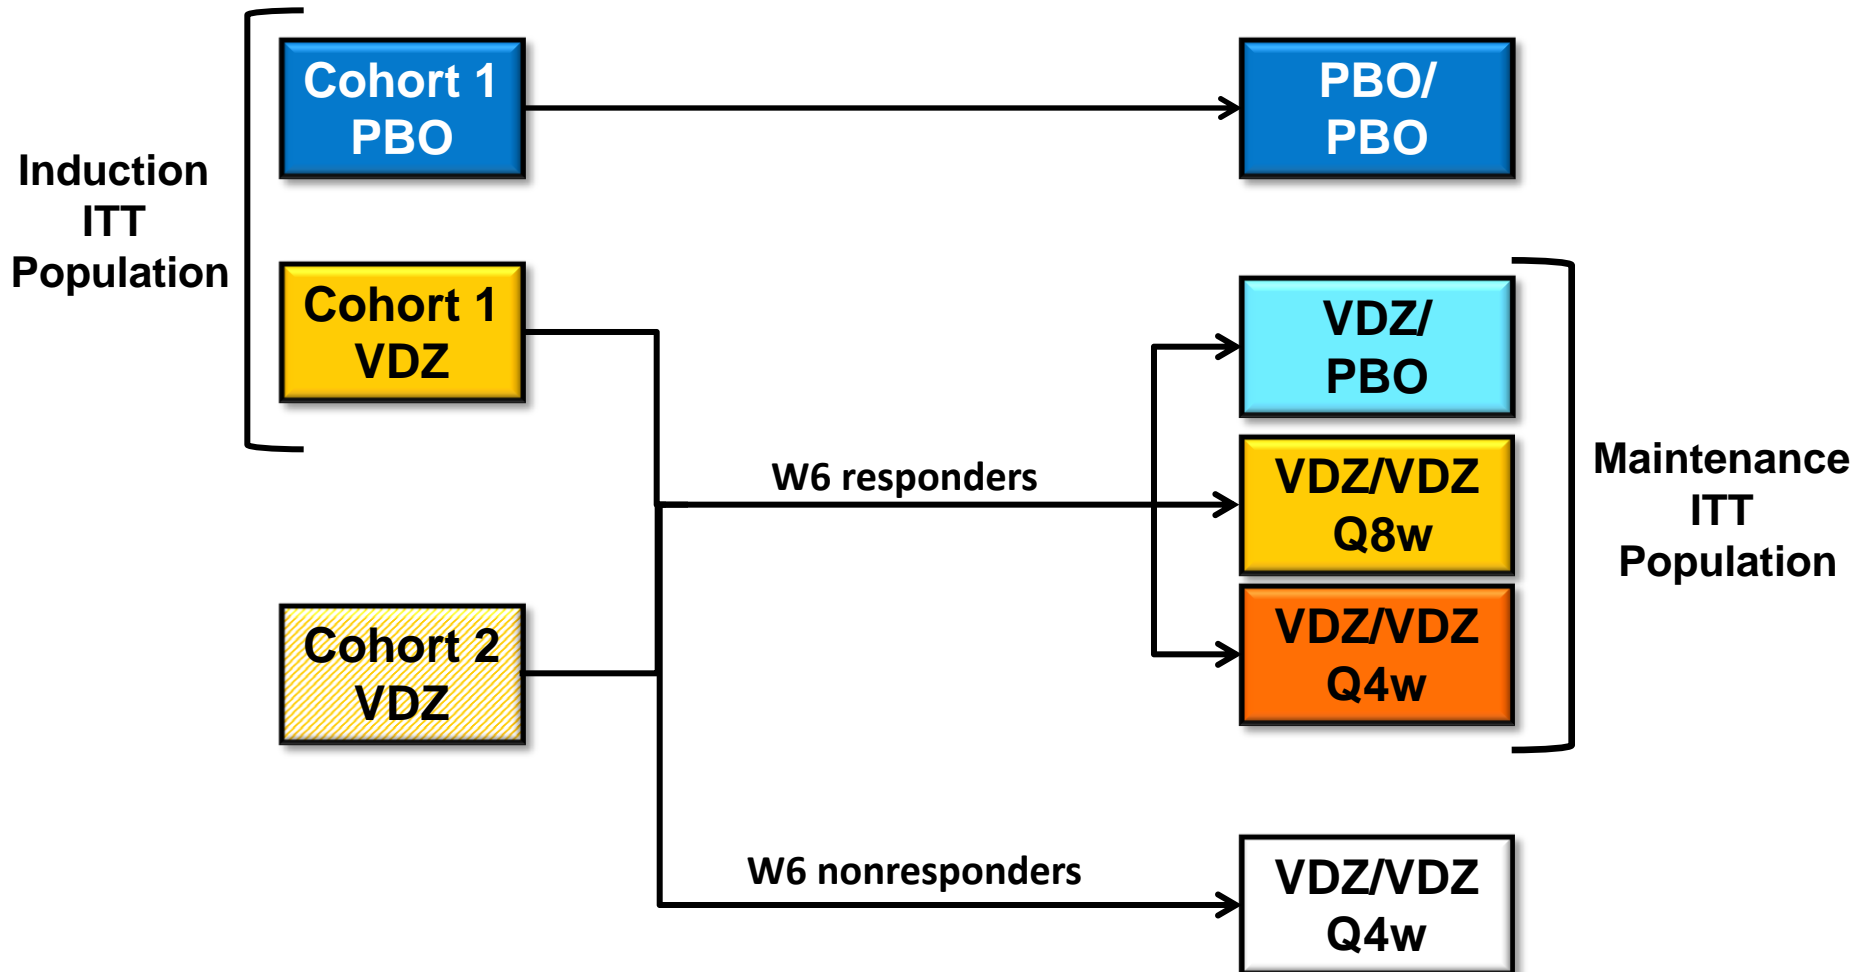 Induction
ITT
Population
Cohort 1
PBO
PBO/
PBO
Cohort 1
VDZ
VDZ/
PBO
W6 responders
VDZ/VDZ
Q8w
Maintenance
ITT
Population
Cohort 2
VDZ
VDZ/VDZ
Q4w
W6 nonresponders
VDZ/VDZ
Q4w